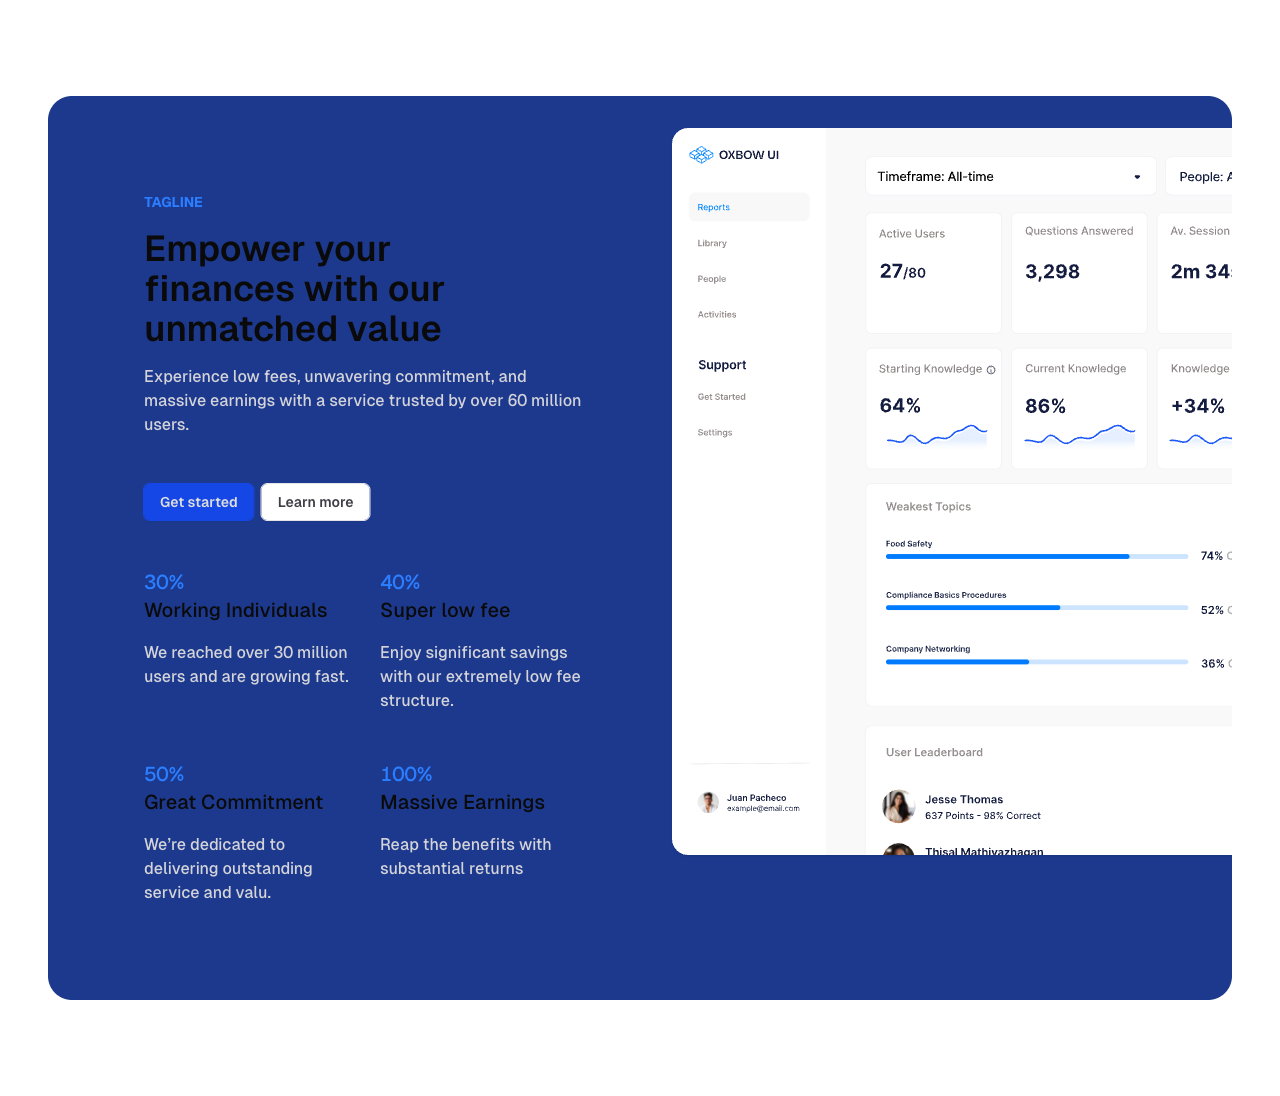 TAGLINE
Empower your
finances with our
unmatched value
Experience low fees, unwavering commitment, and
massive earnings with a service trusted by over 60 million
users.
Get started
Learn more
30%
Working Individuals
We reached over 30 million
users and are growing fast.
40%
Super low fee
Enjoy significant savings
with our extremely low fee
structure.
50%
Great Commitment
We’re dedicated to
delivering outstanding
service and valu.
100%
Massive Earnings
Reap the benefits with
substantial returns
OXBOW UI
Reports
Library
People
Activities
Support
Get Started
Settings
Juan Pacheco
example@email.com
Timeframe: All-time
People:
Active Users
27/80
Questions Answered
3,298
Av. Session
2m 34
Starting Knowledge
64%
Current Knowledge
86%
Knowledge
+34%
Weakest Topics
Food Safety
74%
Compliance Basics Procedures
52%
Company Networking
36%
User Leaderboard
Jesse Thomas
637 Points - 98% Correct
Thisal Mathiyazhagan